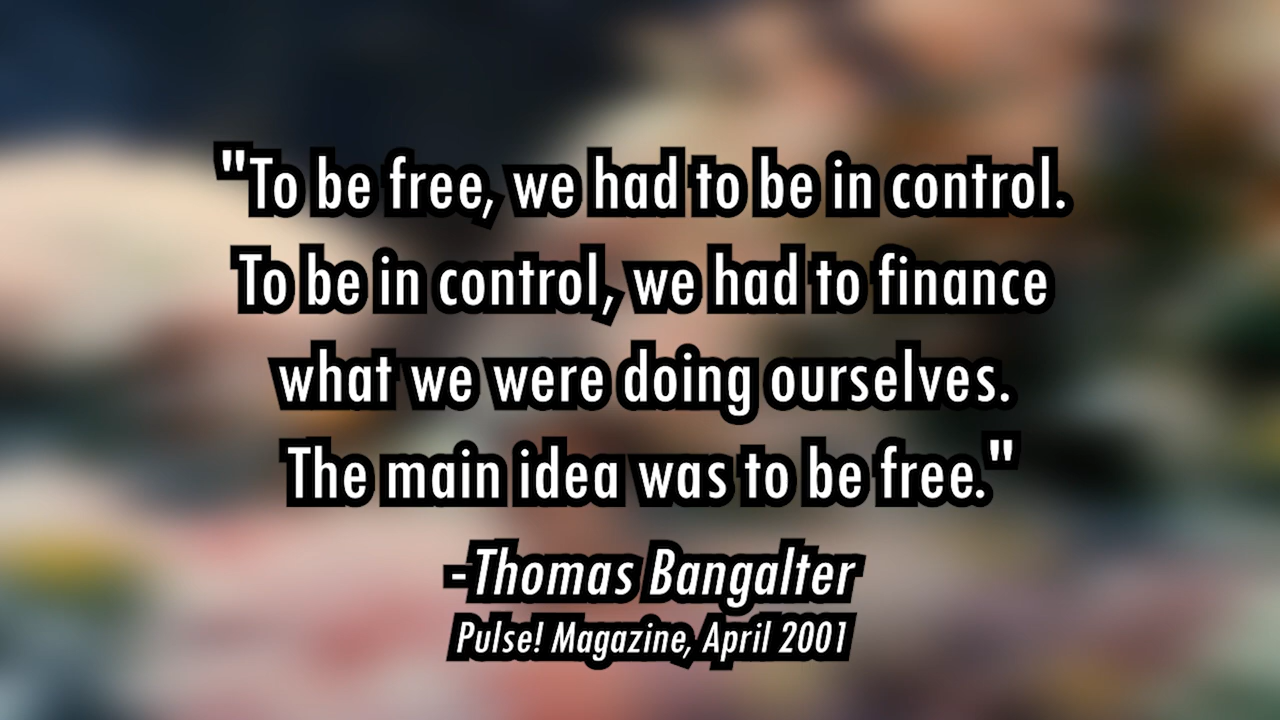 "To be free, we had to be in control.
To be in control, we had to finance
what we were doing ourselves.
The main idea was to be free."
-Thomas Bangalter
Pulse! Magazine, April 2001